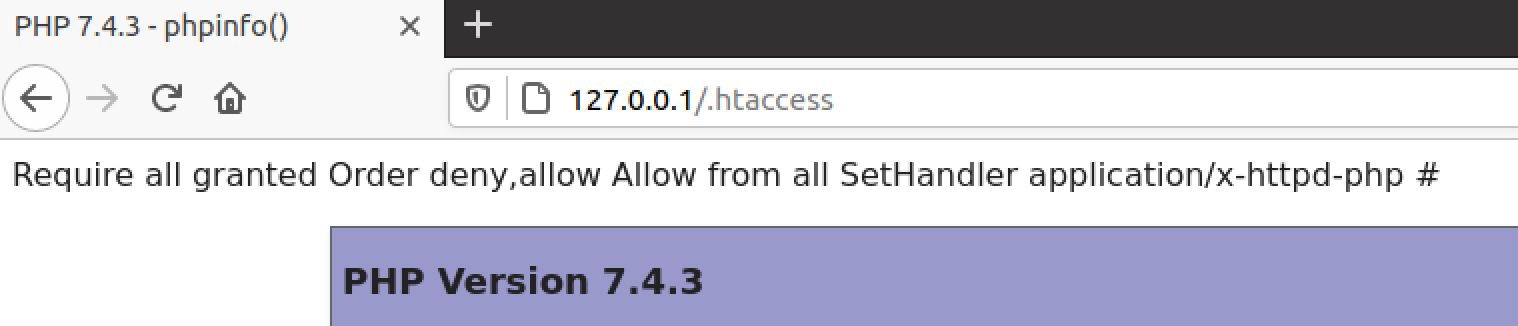 PHP 7.4.3 - phpinfo()
127.0.0.1/.htaccess
Require all granted Order deny,allow Allow from all SetHandler application/x-httpd-php #
PHP Version 7.4.3